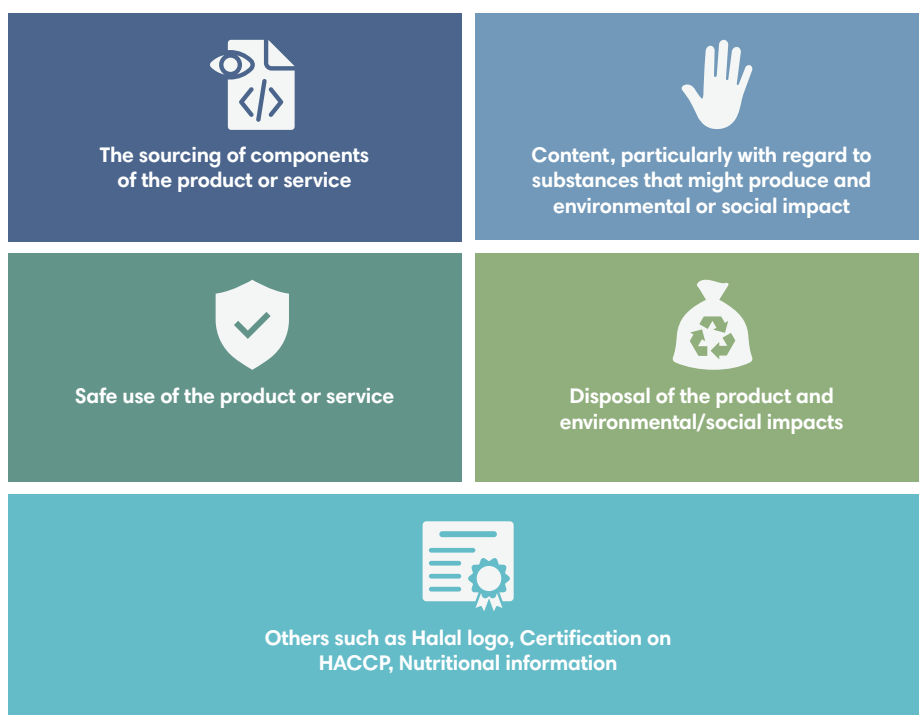 The sourcing of components
of the product or service
Content, particularly with regard to
substances that might produce and
environmental or social impact
Safe use of the product or service
Disposal of the product and
environmental/social impacts
Others such as Halal logo, Certification on
HACCP, Nutritional information